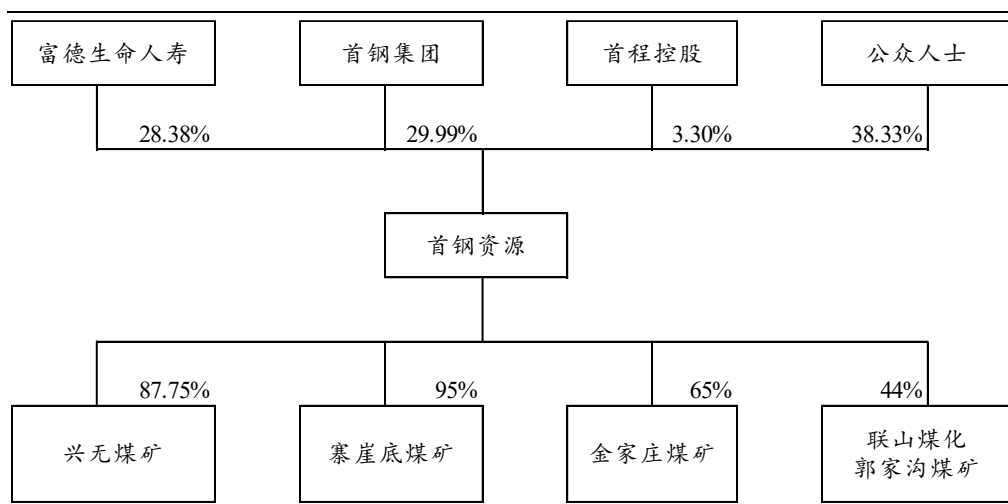 富德生命人寿 首钢集团 首程控股 公众人士
28.38% 29.99% 3.30% 38.33%
首钢资源
87.75% 95% 65% 44%
兴无煤矿 寨崖底煤矿 金家庄煤矿 联山煤化
郭家沟煤矿